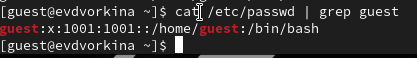 [guest@evdvorkina ~]$ cat /etc/passwd | grep guest
guest:x:1001:1001::/home/guest:/bin/bash
[guest@evdvorkina ~]$